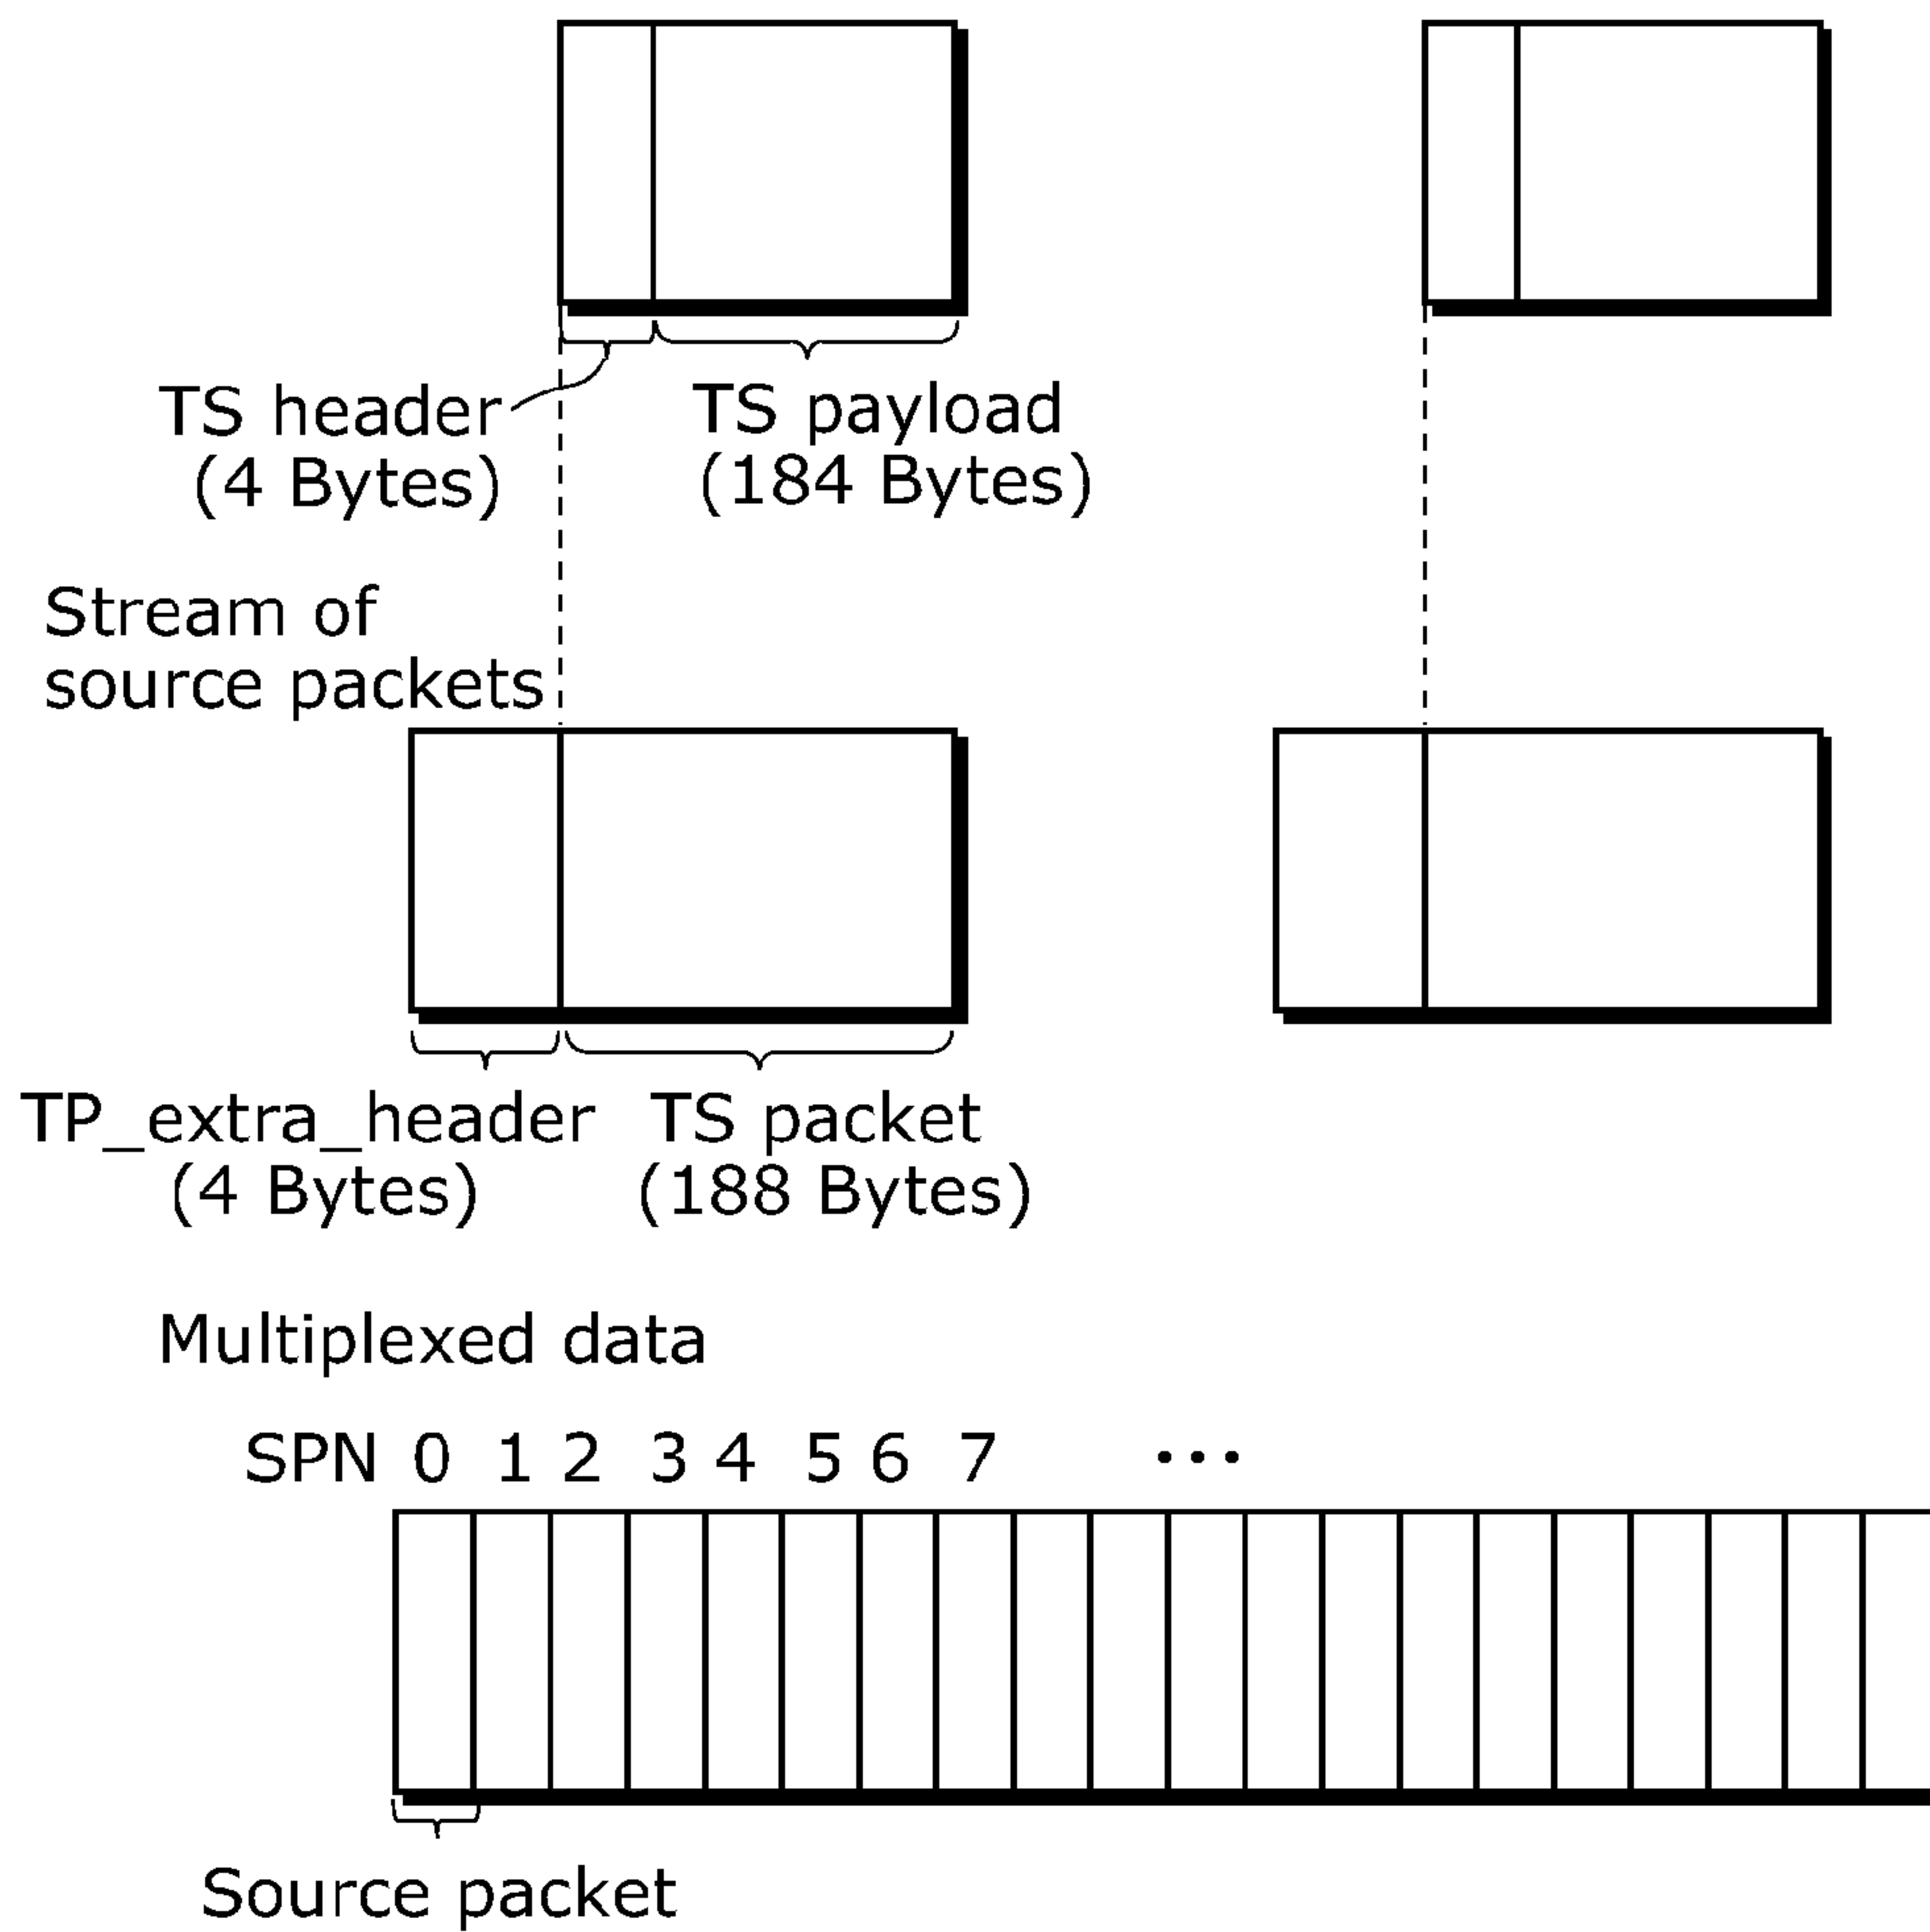 TS header TS payload
(4 Bytes) (184 Bytes)
Stream of
source packets
TP_extra_header TS packet
(4 Bytes) (188 Bytes)
Multiplexed data
SPN 0 1 2 3 4 5 6 7 ...
Source packet